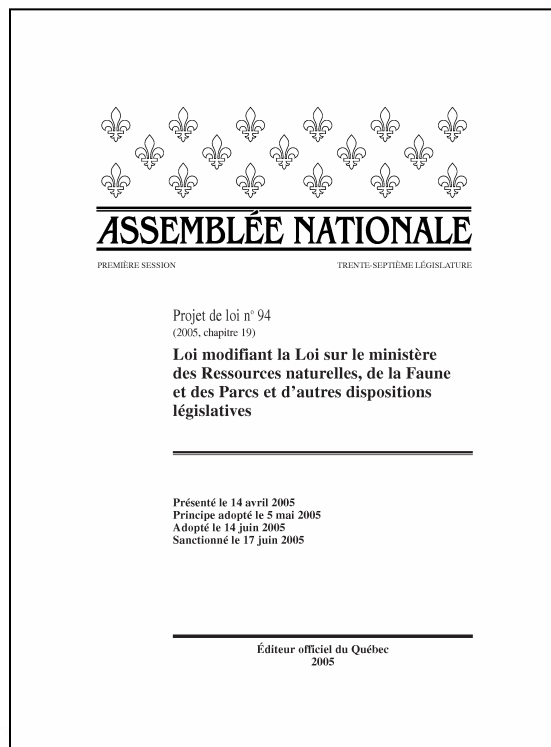 ASSEMBLÉE NATIONALE
PREMIÈRE SESSION TRENTE-SEPTIÈME LÉGISLATURE
Projet de loi n° 94
(2005, chapitre 19)
Loi modifiant la Loi sur le ministère
des Ressources naturelles, de la Faune
et des Parcs et d’autres dispositions
législatives
Présenté le 14 avril 2005
Principe adopté le 5 mai 2005
Adopté le 14 juin 2005
Sanctionné le 17 juin 2005
Éditeur officiel du Québec
2005